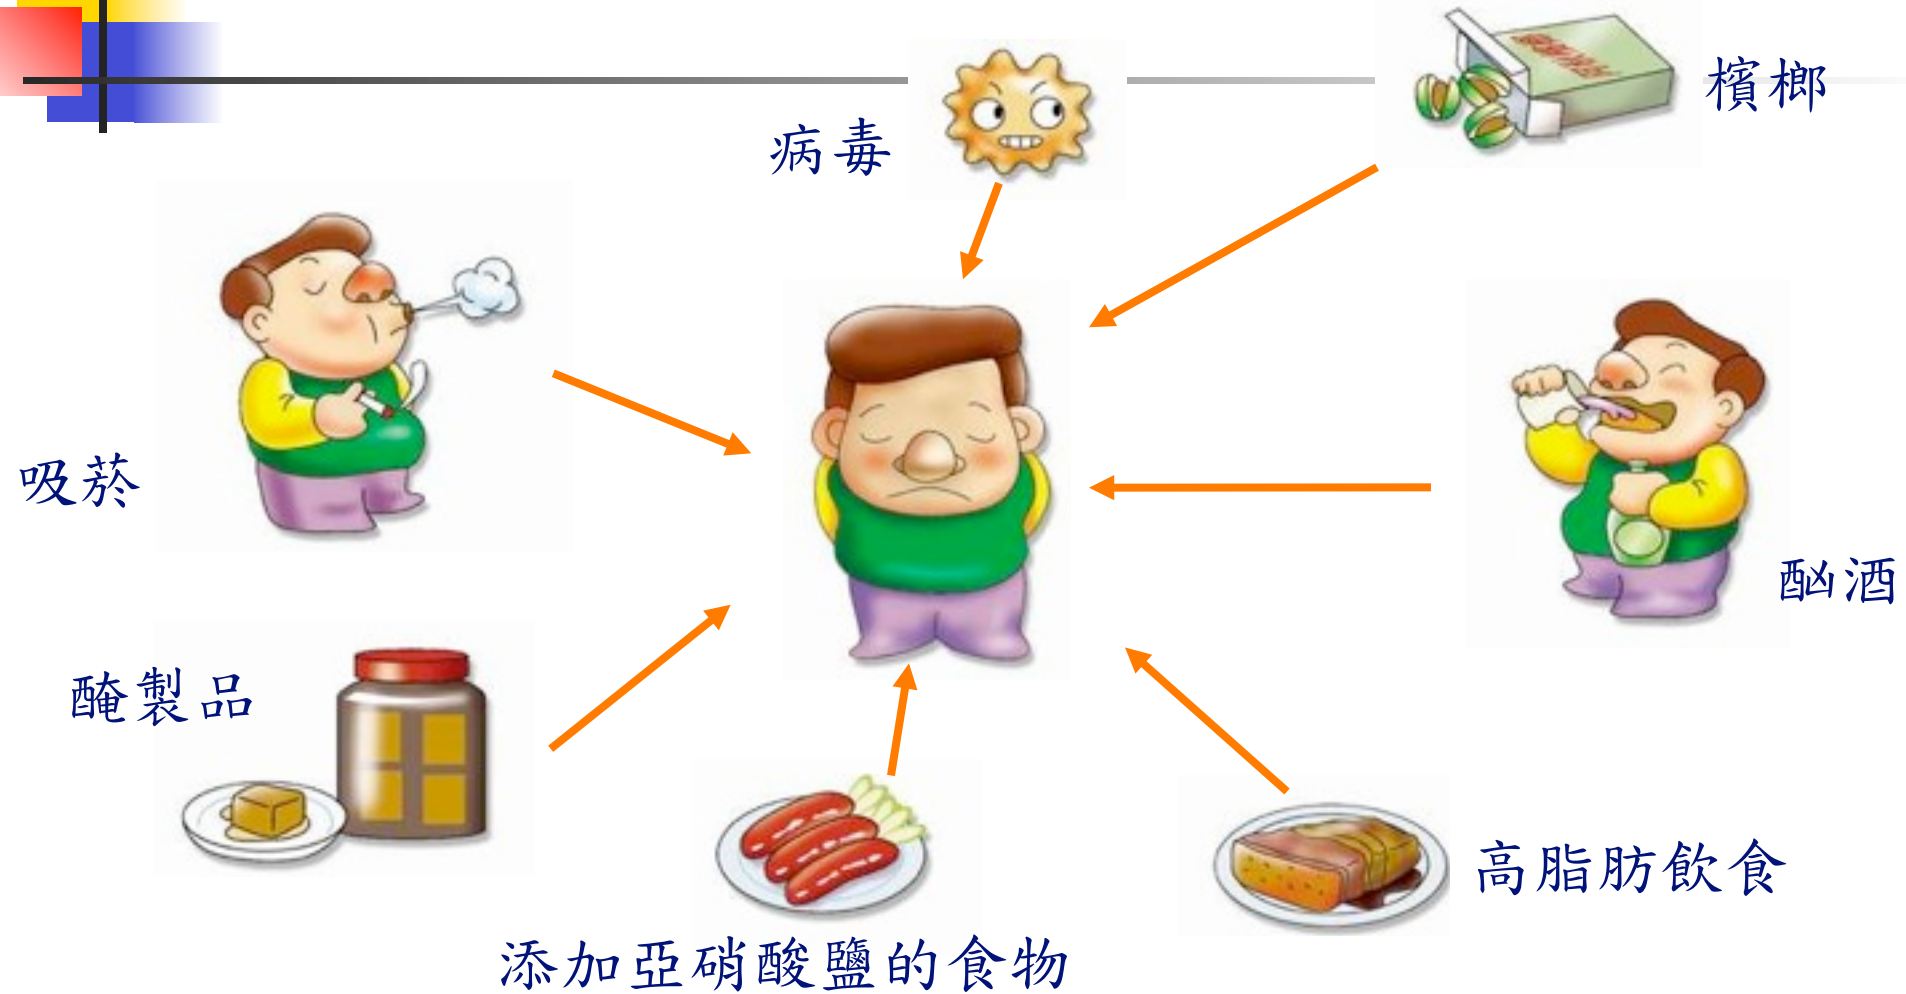 檳榔
病毒
吸菸
酗酒
醃製品
高脂肪飲食
添加亞硝酸鹽的食物